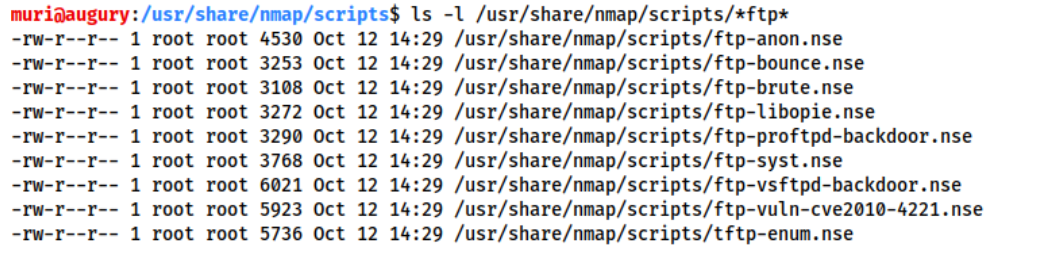 muri@augury:/usr/share/nmap/scripts$ ls -l /usr/share/nmap/scripts/*ftp*
-rw-r--r-- 1 root root 4530 Oct 12 14:29 /usr/share/nmap/scripts/ftp-anon.nse
-rw-r--r-- 1 root root 3253 Oct 12 14:29 /usr/share/nmap/scripts/ftp-bounce.nse
-rw-r--r-- 1 root root 3108 Oct 12 14:29 /usr/share/nmap/scripts/ftp-brute.nse
-rw-r--r-- 1 root root 3272 Oct 12 14:29 /usr/share/nmap/scripts/ftp-libopie.nse
-rw-r--r-- 1 root root 3290 Oct 12 14:29 /usr/share/nmap/scripts/ftp-proftpd-backdoor.nse
-rw-r--r-- 1 root root 3768 Oct 12 14:29 /usr/share/nmap/scripts/ftp-syst.nse
-rw-r--r-- 1 root root 6021 Oct 12 14:29 /usr/share/nmap/scripts/ftp-vsftpd-backdoor.nse
-rw-r--r-- 1 root root 5923 Oct 12 14:29 /usr/share/nmap/scripts/ftp-vuln-cve2010-4221.nse
-rw-r--r-- 1 root root 5736 Oct 12 14:29 /usr/share/nmap/scripts/tftp-enum.nse